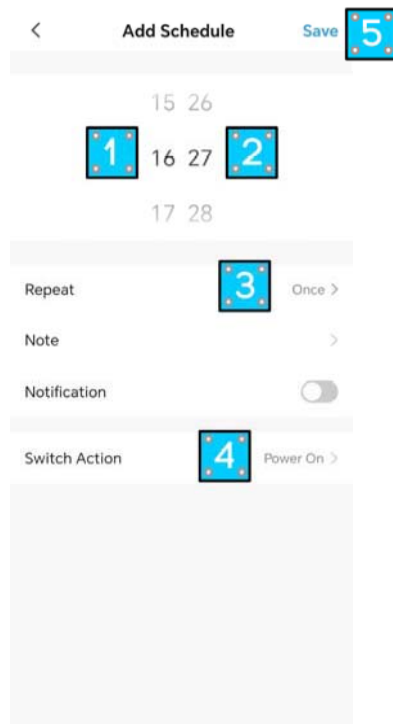 Add Schedule Save 5
15 26
1 16 27 2
17 28
Repeat 3 Once
Note
Notification
Switch Action 4 Power On